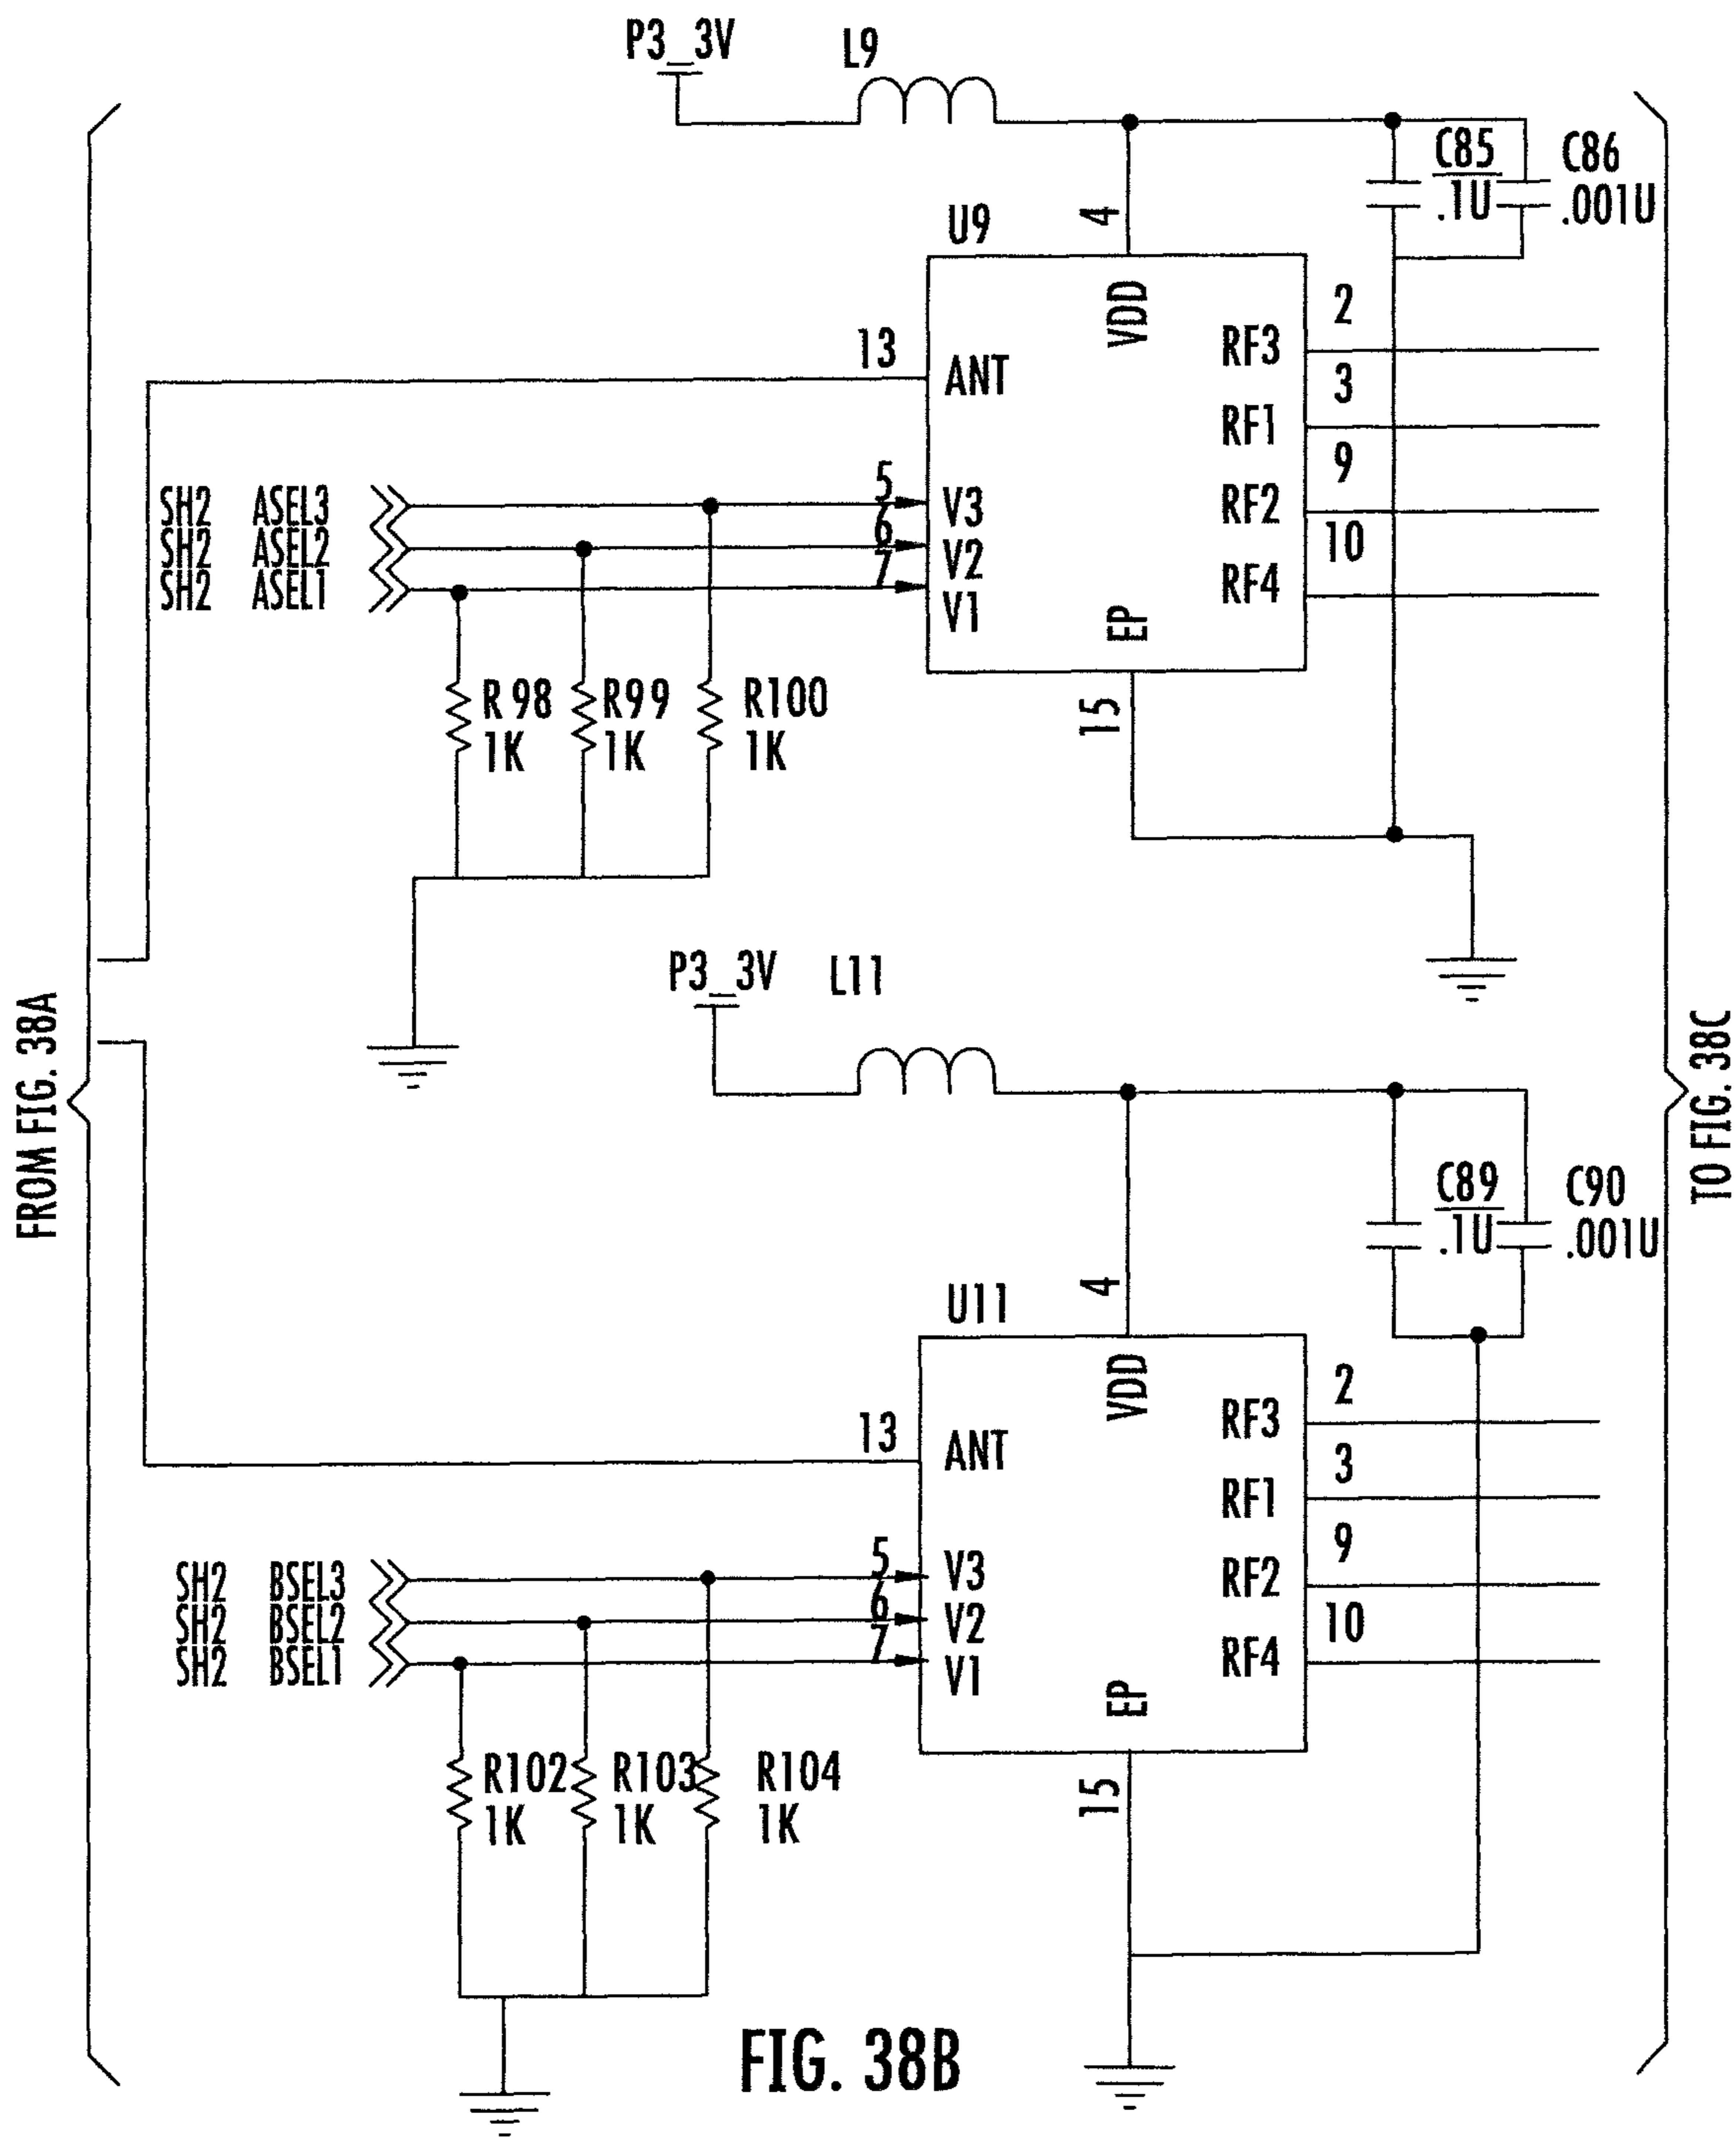 P3_3V
L9
C85
.1U
C86
.001U
U9
4
VDD
13
ANT
2
RF3
3
RF1
9
RF2
10
RF4
SH2 ASEL3
SH2 ASEL2
SH2 ASEL1
5
6
7
V3
V2
V1
EP
15
R98
1K
R99
1K
R100
1K
FROM FIG. 38A
TO FIG. 38C
P3_3V
L11
C89
.1U
C90
.001U
U11
4
VDD
13
ANT
2
RF3
3
RF1
9
RF2
10
RF4
SH2 BSEL3
SH2 BSEL2
SH2 BSEL1
5
6
7
V3
V2
V1
EP
15
R102
1K
R103
1K
R104
1K
FIG. 38B